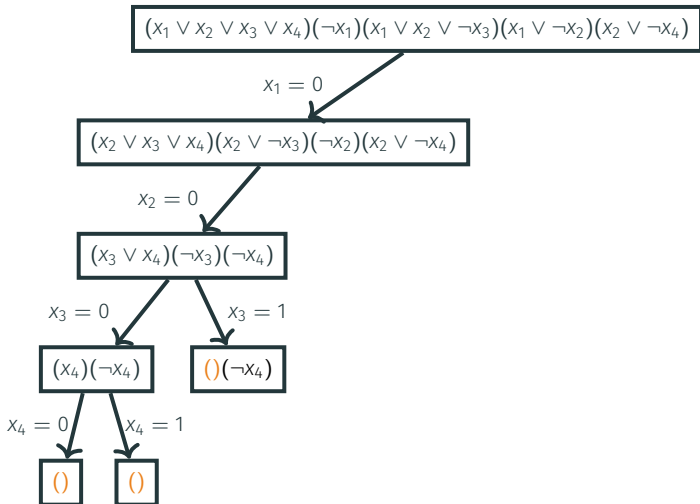 (x₁ ∨ x₂ ∨ x₃ ∨ x₄)(¬x₁)(x₁ ∨ x₂ ∨ ¬x₃)(x₁ ∨ ¬x₂)(x₂ ∨ ¬x₄)
x₁ = 0
(x₂ ∨ x₃ ∨ x₄)(x₂ ∨ ¬x₃)(¬x₂)(x₂ ∨ ¬x₄)
x₂ = 0
(x₃ ∨ x₄)(¬x₃)(¬x₄)
x₃ = 0
x₃ = 1
(x₄)(¬x₄)
()(¬x₄)
x₄ = 0
x₄ = 1
()
()